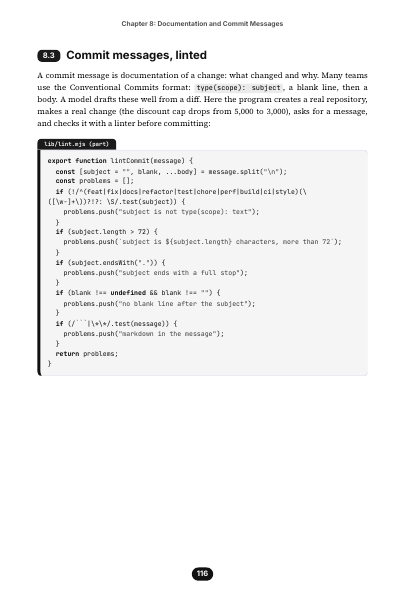 Chapter 8: Documentation and Commit Messages
8.3 Commit messages, linted
A commit message is documentation of a change: what changed and why. Many teams
use the Conventional Commits format: type(scope): subject, a blank line, then a
body. A model drafts these well from a diff. Here the program creates a real repository,
makes a real change (the discount cap drops from 5,000 to 3,000), asks for a message,
and checks it with a linter before committing:
lib/lint.mjs (part)
export function lintCommit(message) {
  const [subject = "", blank, ...body] = message.split("\n");
  const problems = [];
  if (!/^(feat|fix|docs|refactor|test|chore|perf|build|ci|style)(\
([\w-]+\))?!?: \S/.test(subject)) {
    problems.push("subject is not type(scope): text");
  }
  if (subject.length > 72) {
    problems.push(`subject is ${subject.length} characters, more than 72`);
  }
  if (subject.endsWith(".")) {
    problems.push("subject ends with a full stop");
  }
  if (blank !== undefined && blank !== "") {
    problems.push("no blank line after the subject");
  }
  if (/```|\*\*/.test(message)) {
    problems.push("markdown in the message");
  }
  return problems;
}
116